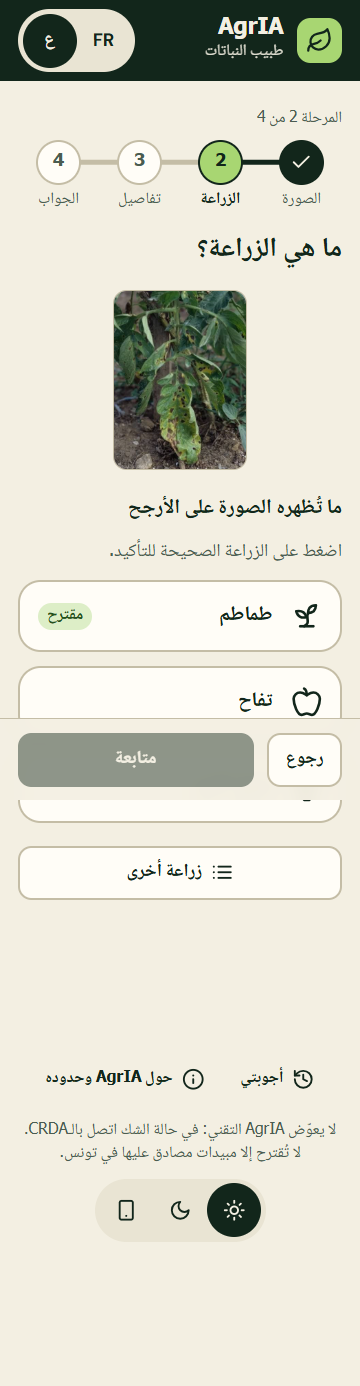 AgrIA
طبيب النباتات
FR
ع
المرحلة 2 من 4
2
3
4
الصورة
الزراعة
تفاصيل
الجواب
ما هي الزراعة؟
ما تُظهره الصورة على الأرجح
اضغط على الزراعة الصحيحة للتأكيد.
طماطم
مقترح
تفاح
رجوع
متابعة
زراعة أخرى
أجوبتي
حول AgrIA وحدوده
لا يعوّض AgrIA التقني: في حالة الشك اتصل بالـCRDA.
لا تُقترح إلا مبيدات مصادق عليها في تونس.